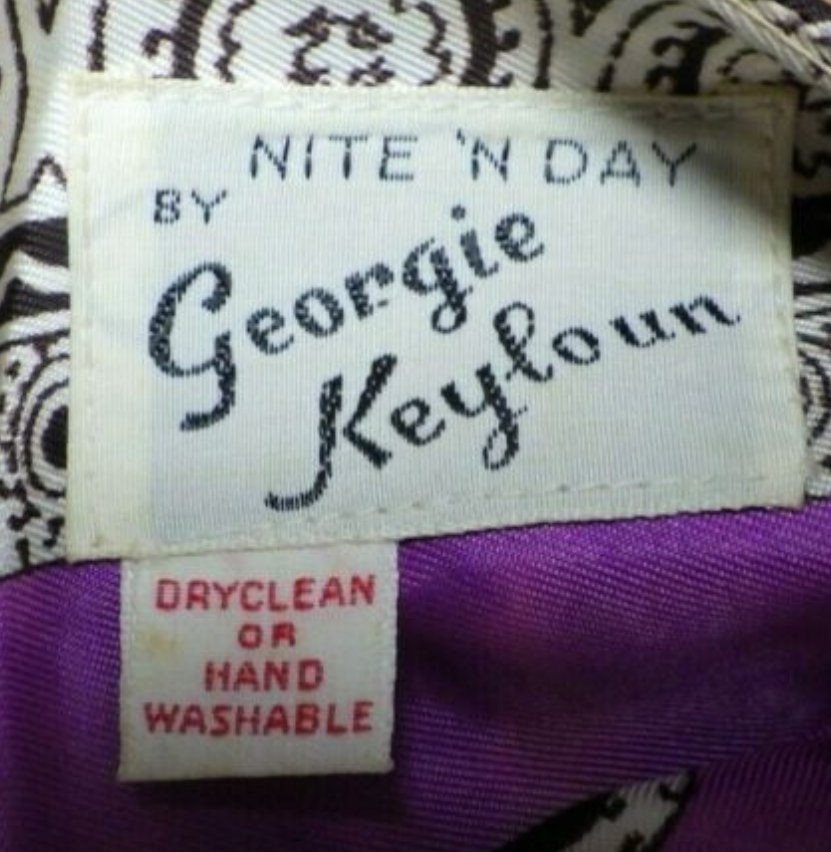 NITE 'N DAY
BY
Georgie
Keyloun
DRYCLEAN
OR
HAND
WASHABLE